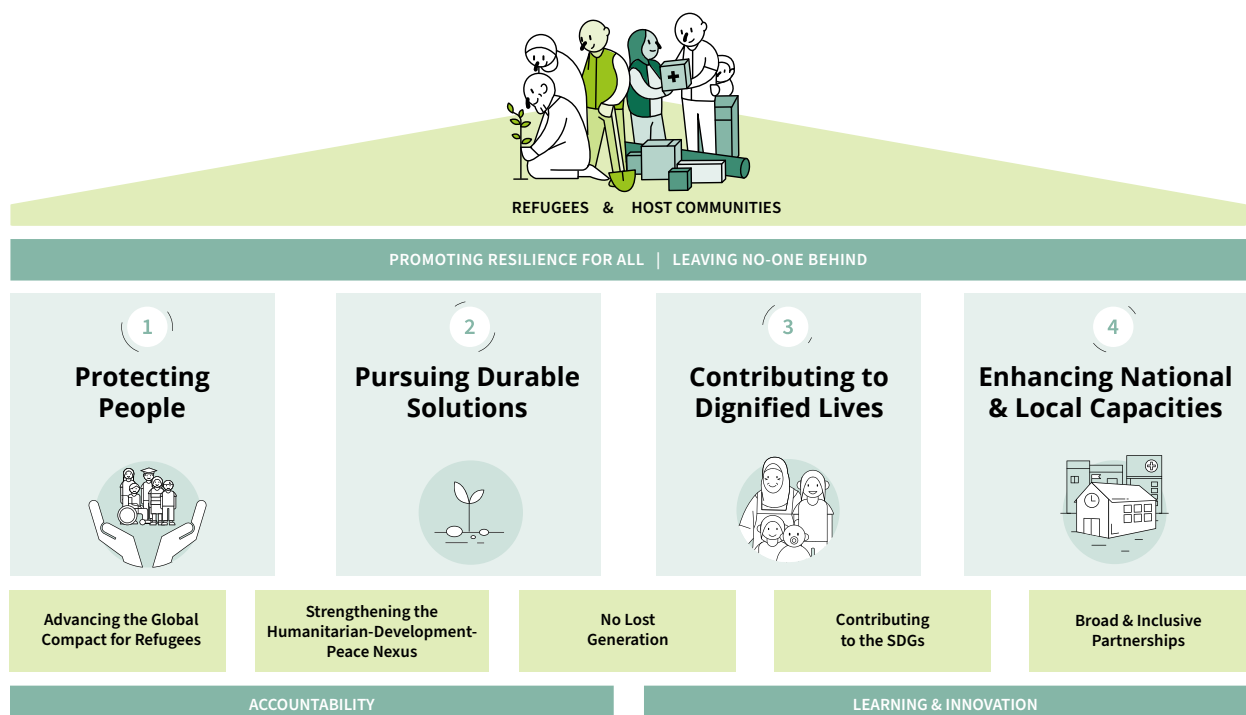 REFUGEES & HOST COMMUNITIES
PROMOTING RESILIENCE FOR ALL | LEAVING NO-ONE BEHIND
1
Protecting
People
2
Pursuing Durable
Solutions
3
Contributing to
Dignified Lives
4
Enhancing National
& Local Capacities
Advancing the Global
Compact for Refugees
Strengthening the
Humanitarian-Development-
Peace Nexus
No Lost
Generation
Contributing
to the SDGs
Broad & Inclusive
Partnerships
ACCOUNTABILITY
LEARNING & INNOVATION